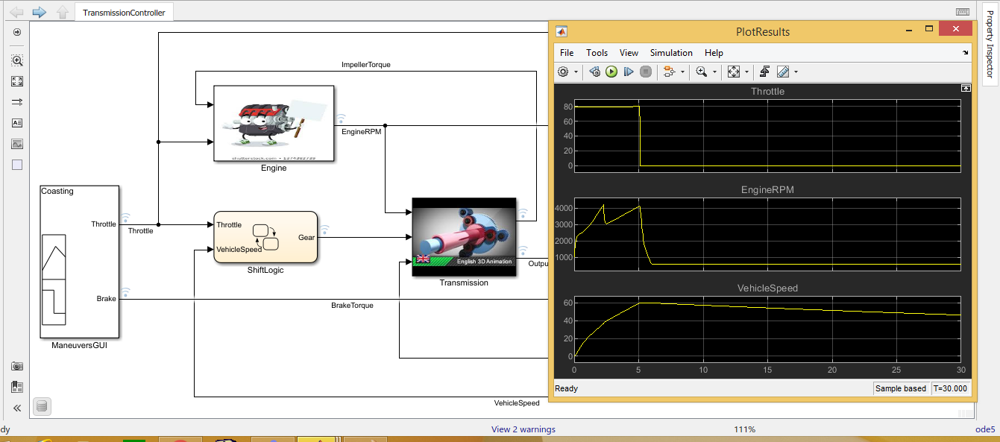 TransmissionController
Property Inspector
ImpellerTorque
shutterstock.com • 1374382739
Engine
EngineRPM
Coasting
Throttle
Throttle
Brake
ManeuversGUI
Throttle
VehicleSpeed
Gear
ShiftLogic
English 3D Animation
Transmission
Outpu
BrakeTorque
VehicleSpeed
PlotResults
File Tools View Simulation Help
Throttle
80
60
40
20
0
EngineRPM
4000
3000
2000
1000
VehicleSpeed
60
40
20
0
0 5 10 15 20 25 30
Ready Sample based T=30.000
dy View 2 warnings 111% ode5